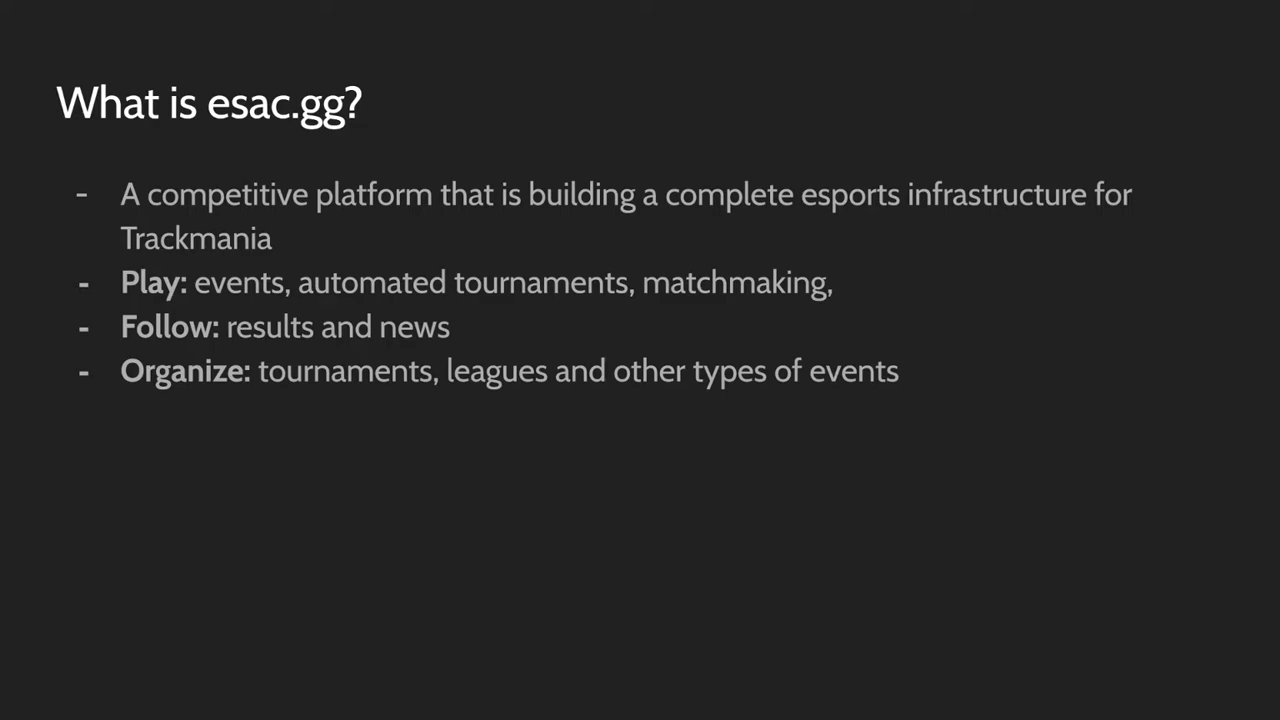 What is esac.gg?
- A competitive platform that is building a complete esports infrastructure for
Trackmania
- Play: events, automated tournaments, matchmaking,
- Follow: results and news
- Organize: tournaments, leagues and other types of events